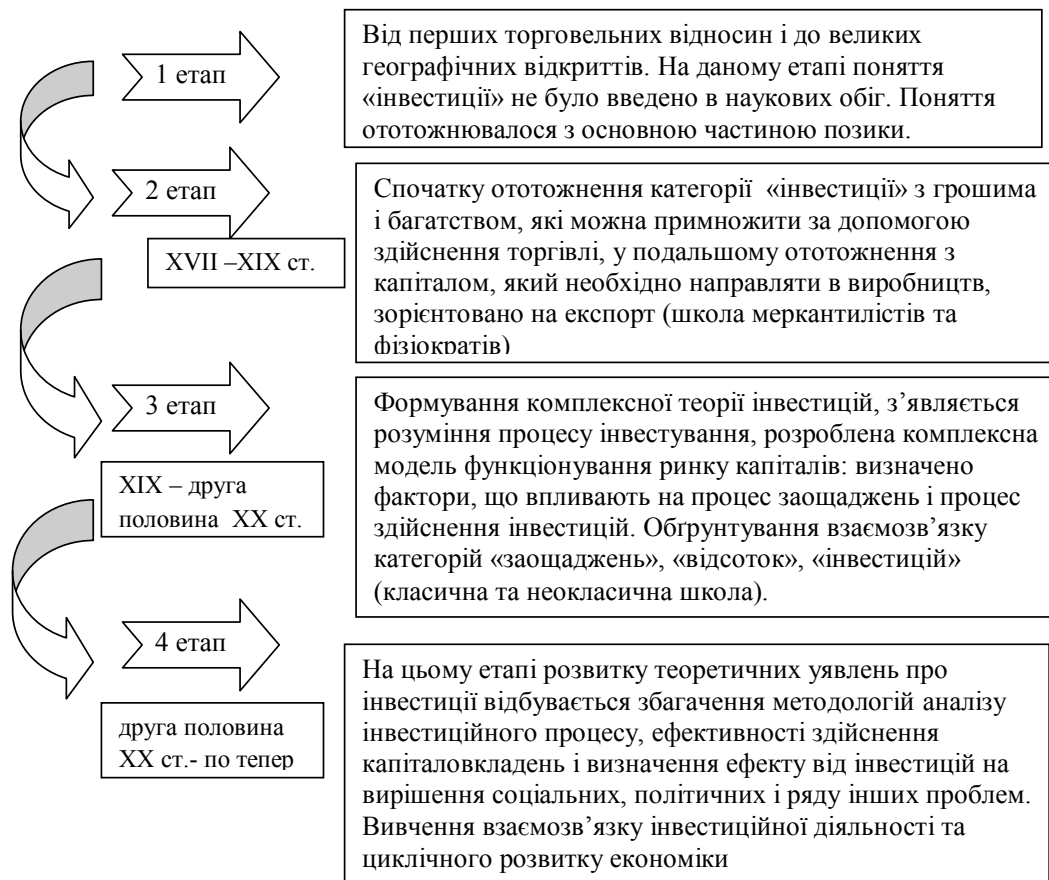 1 етап
Від перших торговельних відносин і до великих
географічних відкриттів. На даному етапі поняття
«інвестиції» не було введено в наукових обіг. Поняття
ототожнювалося з основною частиною позики.
2 етап
XVII –XIX ст.
Спочатку ототожнення категорії «інвестиції» з грошима
і багатством, які можна примножити за допомогою
здійснення торгівлі, у подальшому ототожнення з
капіталом, який необхідно направляти в виробництв,
зорієнтовано на експорт (школа меркантилістів та
фізіократів)
3 етап
XIX – друга
половина XX ст.
Формування комплексної теорії інвестицій, з’являється
розуміння процесу інвестування, розроблена комплексна
модель функціонування ринку капіталів: визначено
фактори, що впливають на процес заощаджень і процес
здійснення інвестицій. Обґрунтування взаємозв’язку
категорій «заощаджень», «відсоток», «інвестицій»
(класична та неокласична школа).
4 етап
друга половина
XX ст.- по тепер
На цьому етапі розвитку теоретичних уявлень про
інвестиції відбувається збагачення методологій аналізу
інвестиційного процесу, ефективності здійснення
капіталовкладень і визначення ефекту від інвестицій на
вирішення соціальних, політичних і ряду інших проблем.
Вивчення взаємозв’язку інвестиційної діяльності та
циклічного розвитку економіки